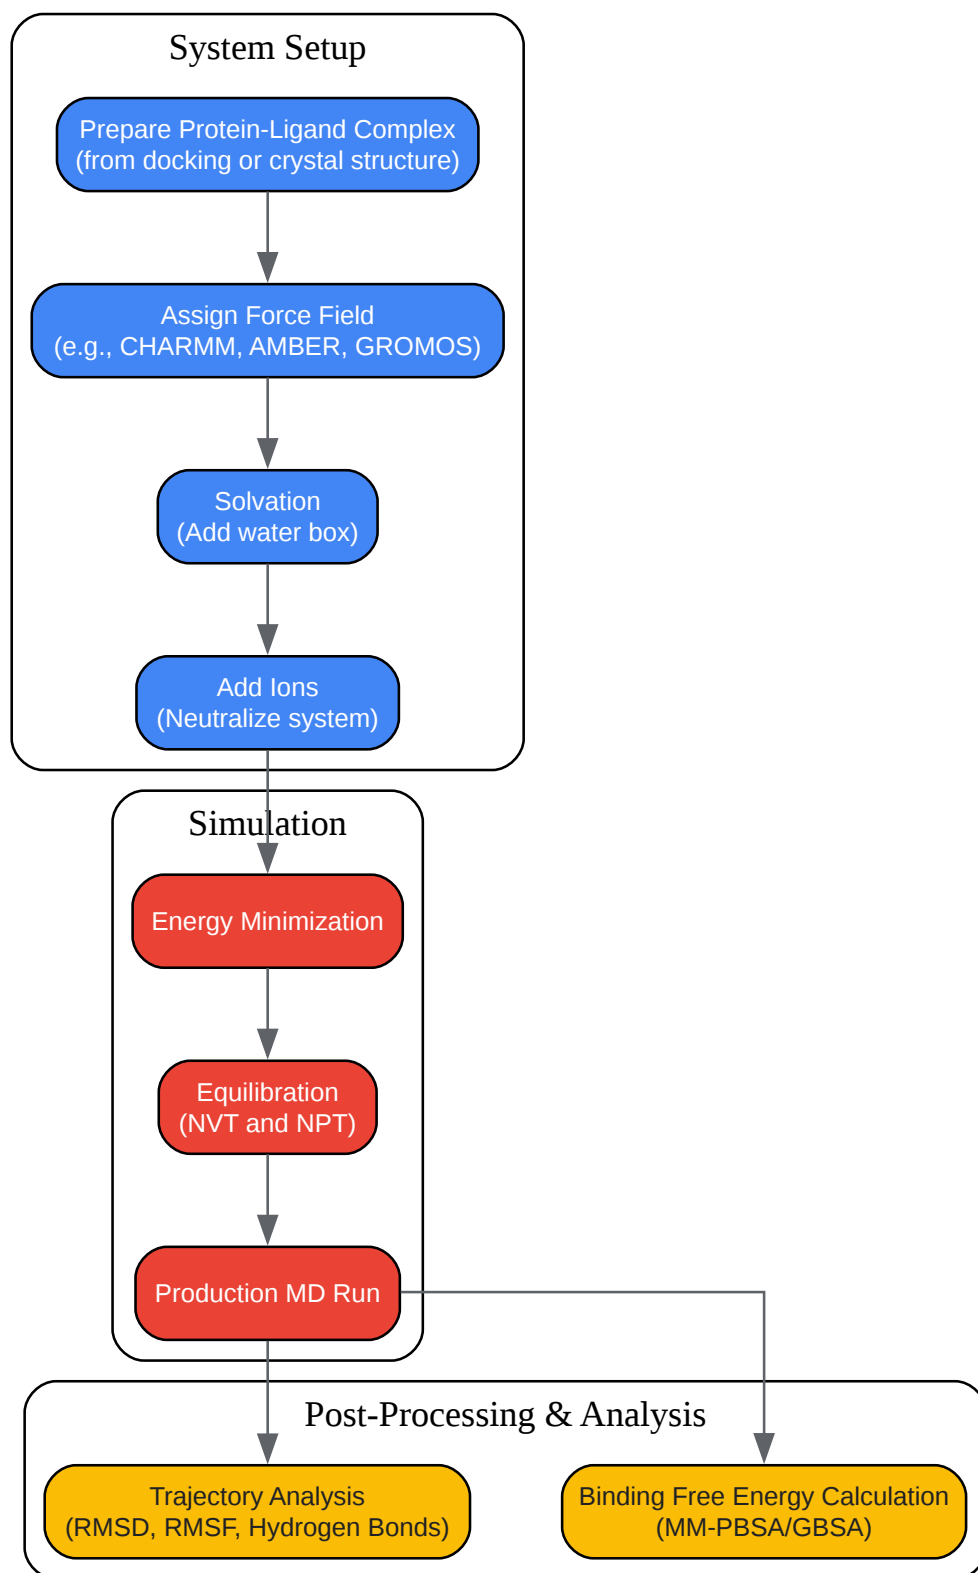 System Setup
Prepare Protein-Ligand Complex
(from docking or crystal structure)
Assign Force Field
(e.g., CHARMM, AMBER, GROMOS)
Solvation
(Add water box)
Add Ions
(Neutralize system)
Simulation
Energy Minimization
Equilibration
(NVT and NPT)
Production MD Run
Post-Processing & Analysis
Trajectory Analysis
(RMSD, RMSF, Hydrogen Bonds)
Binding Free Energy Calculation
(MM-PBSA/GBSA)